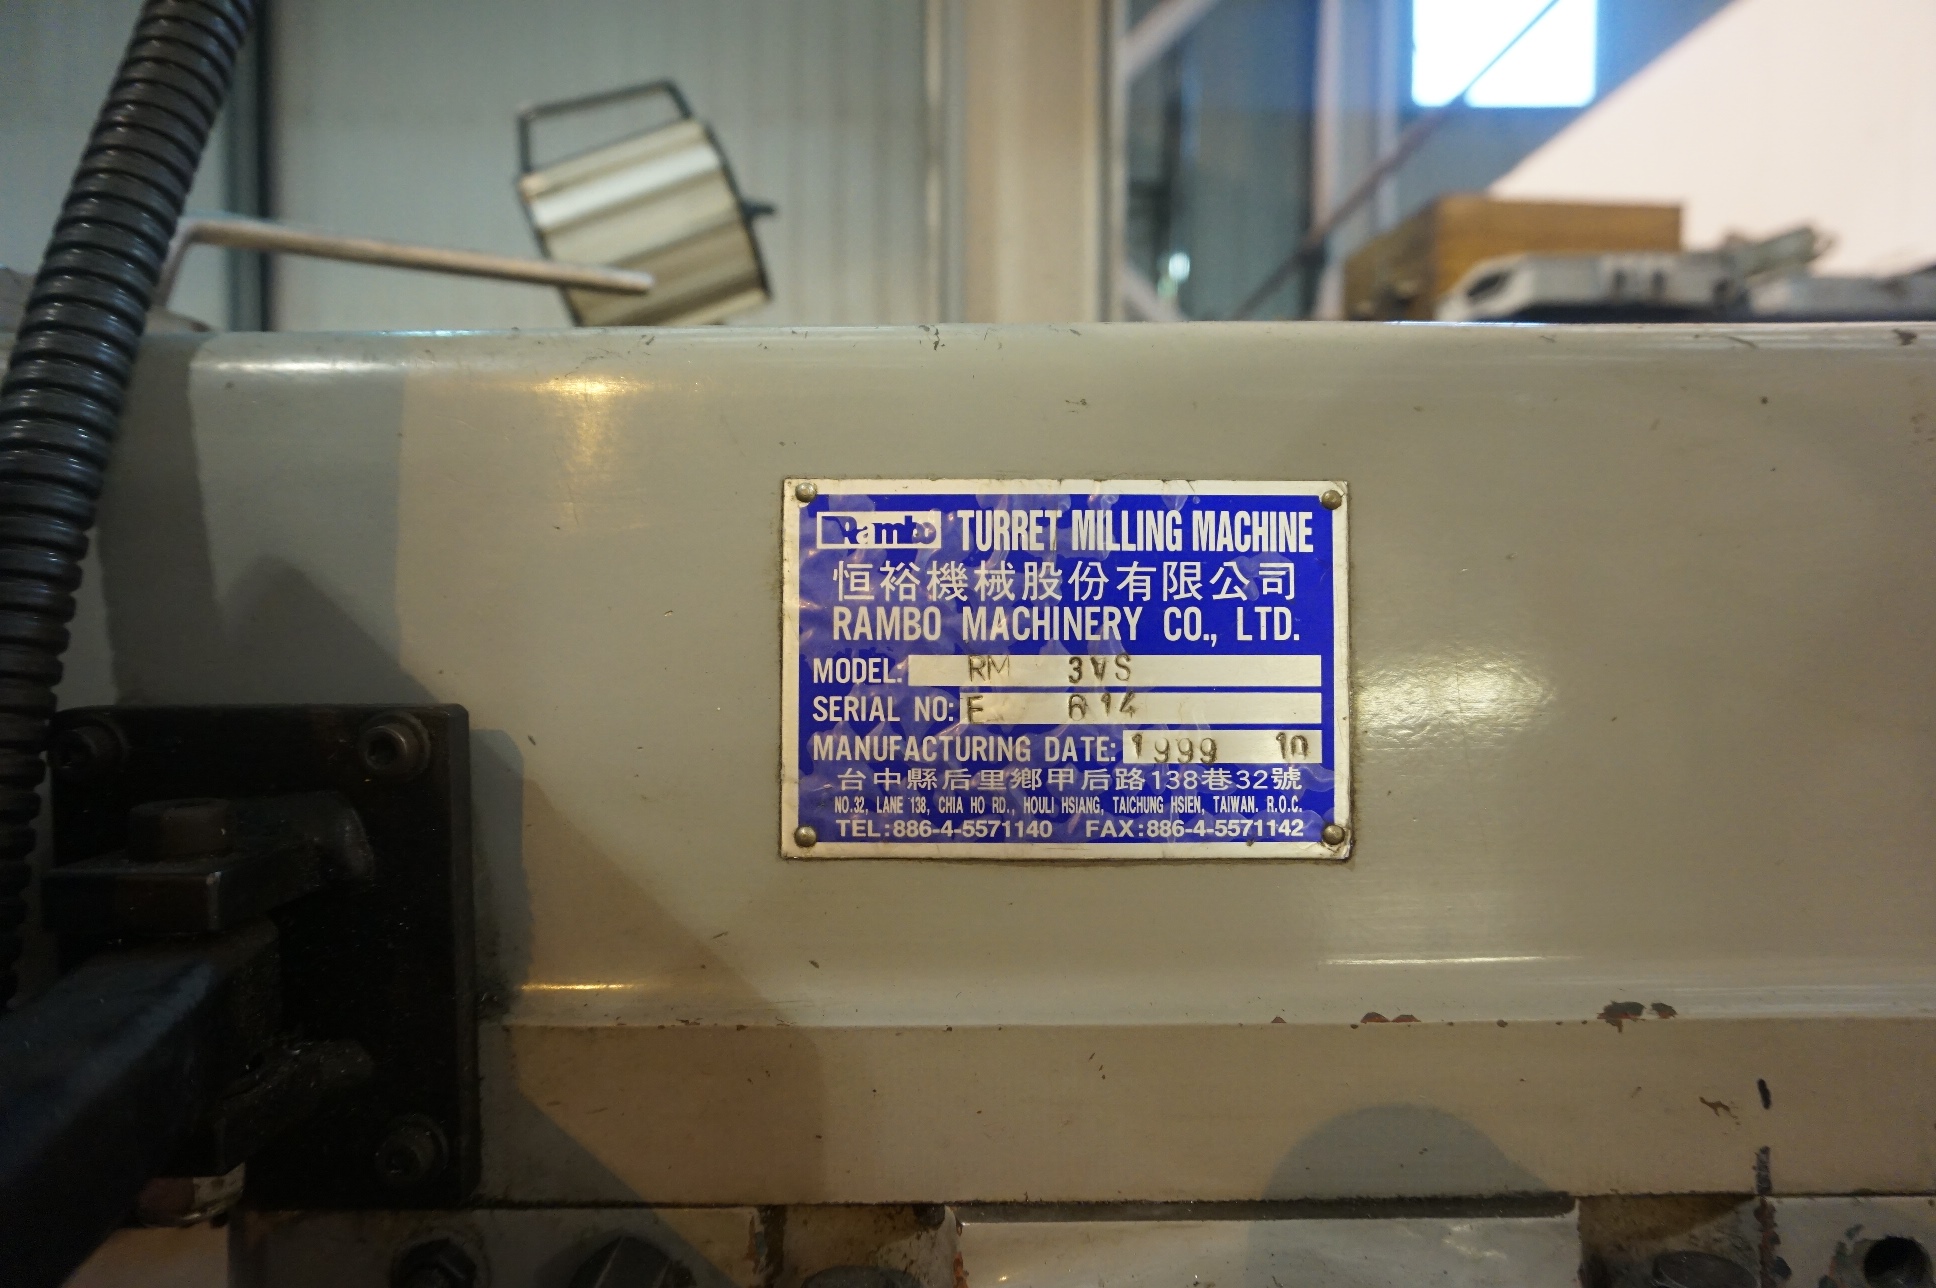 Rambo TURRET MILLING MACHINE
恒裕機械股份有限公司
RAMBO MACHINERY CO., LTD.
MODEL: RM 3VS
SERIAL NO: E 614
MANUFACTURING DATE: 1999 10
台中縣后里鄉甲后路138巷32號
NO.32, LANE 138, CHIA HO RD., HOULI HSIANG, TAICHUNG HSIEN, TAIWAN. R.O.C.
TEL:886-4-5571140 FAX:886-4-5571142